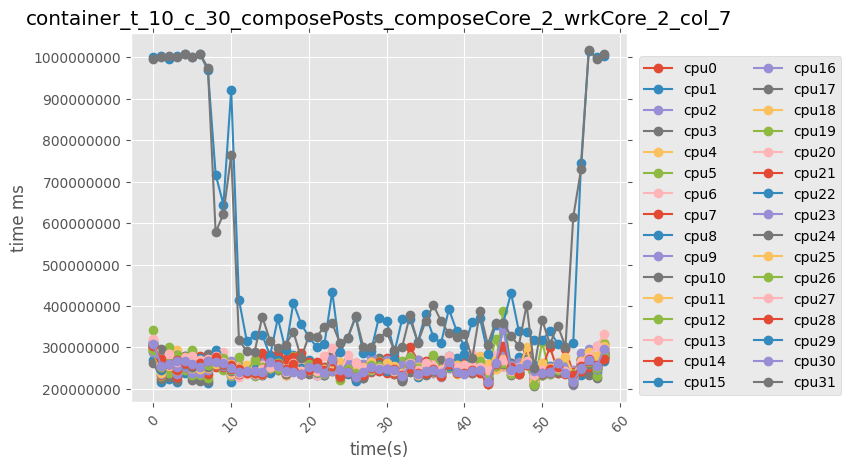 container_t_10_c_30_composePosts_composeCore_2_wrkCore_2_col_7
time ms
1000000000
900000000
800000000
700000000
600000000
500000000
400000000
300000000
200000000
0
10
20
30
40
50
60
time(s)
cpu0
cpu1
cpu2
cpu3
cpu4
cpu5
cpu6
cpu7
cpu8
cpu9
cpu10
cpu11
cpu12
cpu13
cpu14
cpu15
cpu16
cpu17
cpu18
cpu19
cpu20
cpu21
cpu22
cpu23
cpu24
cpu25
cpu26
cpu27
cpu28
cpu29
cpu30
cpu31